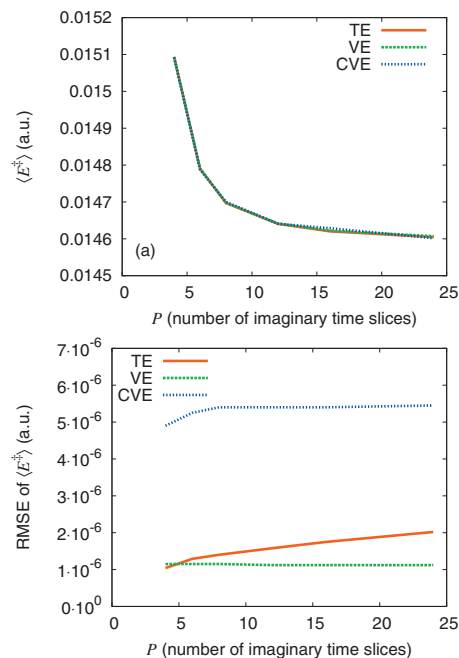 0.0152
0.0151
0.015
0.0149
0.0148
0.0147
0.0146
0.0145
⟨E‡⟩ (a.u.)
TE
VE
CVE
(a)
0 5 10 15 20 25
P (number of imaginary time slices)
7·10⁻⁶
6·10⁻⁶
5·10⁻⁶
4·10⁻⁶
3·10⁻⁶
2·10⁻⁶
1·10⁻⁶
0·10⁰
RMSE of ⟨E‡⟩ (a.u.)
TE
VE
CVE
0 5 10 15 20 25
P (number of imaginary time slices)